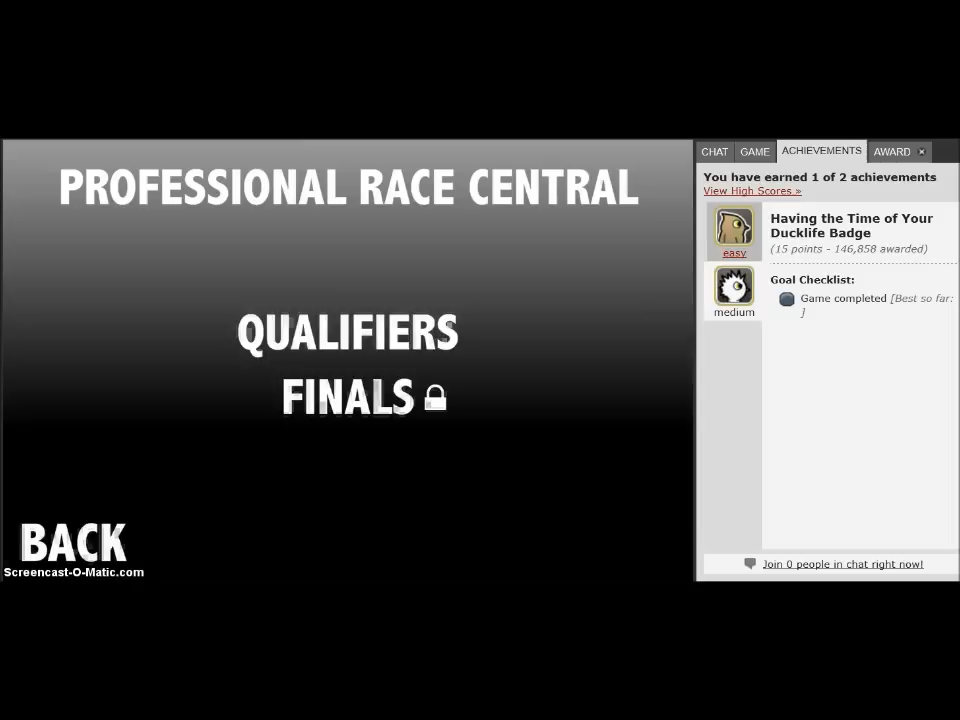 PROFESSIONAL RACE CENTRAL
QUALIFIERS
FINALS
BACK
Screencast-O-Matic.com
CHAT GAME ACHIEVEMENTS AWARD
You have earned 1 of 2 achievements
View High Scores »
easy
Having the Time of Your
Ducklife Badge
(15 points - 146,858 awarded)
medium
Goal Checklist:
Game completed [Best so far:
]
Join 0 people in chat right now!